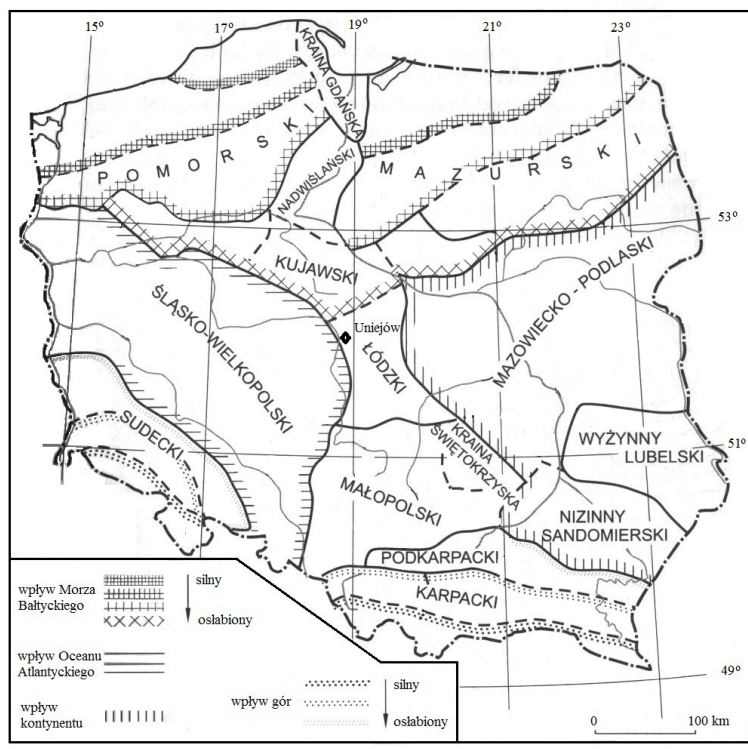 15° 17° 19° 21° 23°
KRAINA GDAŃSKA
POMORSKI
NADWIŚLAŃSKI
MAZURSKI
53°
KUJAWSKI
MAZOWIECKO - PODLASKI
ŚLĄSKO-WIELKOPOLSKI
Uniejów
ŁÓDZKI
SUDECKI
KRAINA
ŚWIĘTOKRZYSKA
WYŻYNNY
LUBELSKI
51°
MAŁOPOLSKI
NIZINNY
SANDOMIERSKI
PODKARPACKI
KARPACKI
49°
wpływ Morza
Bałtyckiego
silny
osłabiony
wpływ Oceanu
Atlantyckiego
wpływ
kontynentu
wpływ gór
silny
osłabiony
0 100 km